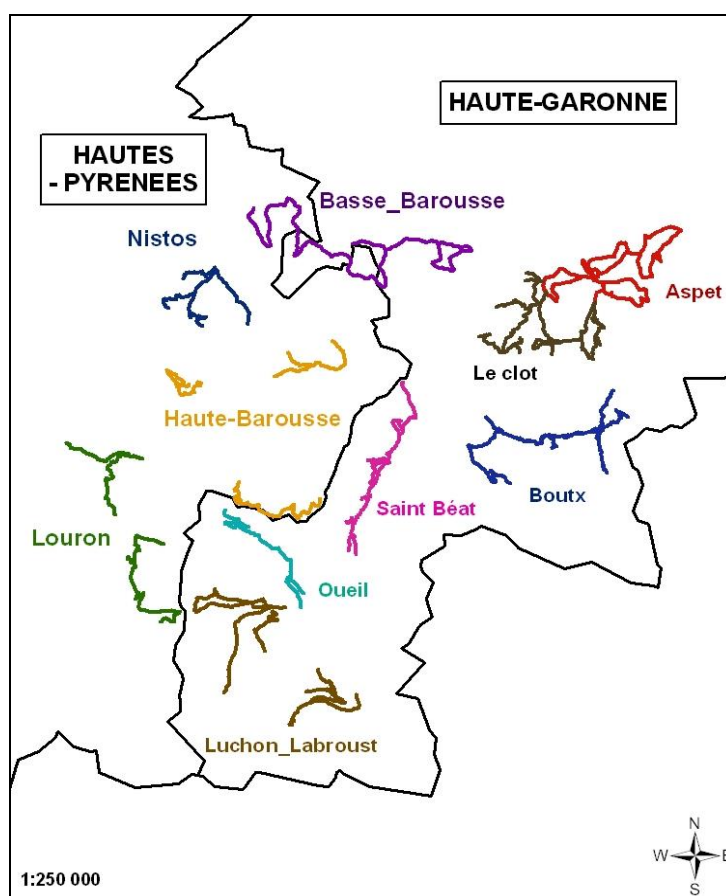 HAUTE-GARONNE
HAUTES
- PYRENEES
Basse_Barousse
Nistos
Aspet
Le clot
Haute-Barousse
Saint Béat
Boutx
Louron
Oueil
Luchon_Labroust
N
W E
S
1:250 000